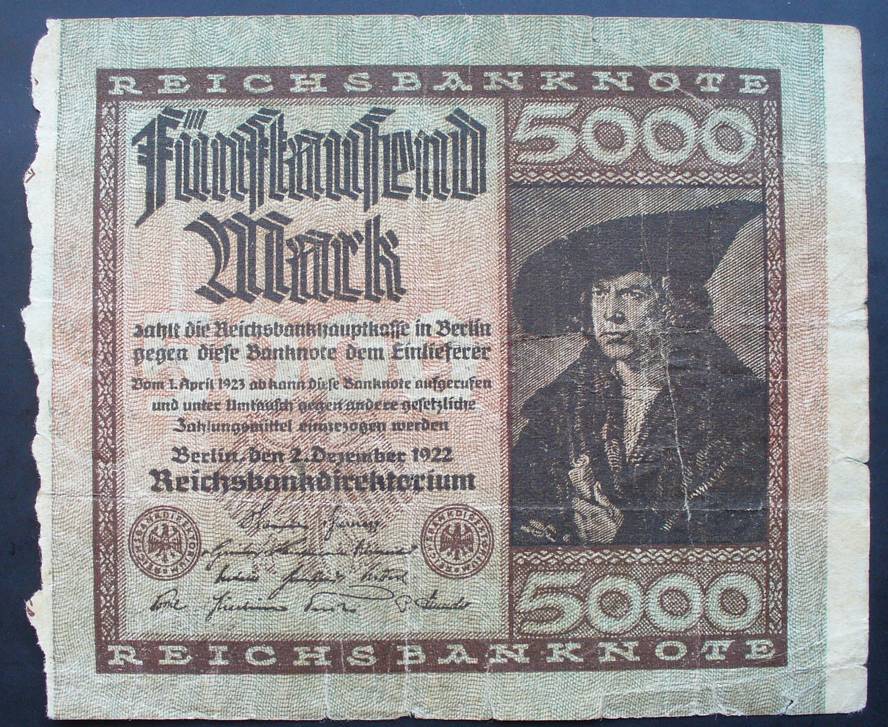 REICHSBANKNOTE
Fünftausend
Mark
5000
zahlt die Reichsbankhauptkasse in Berlin
gegen diese Banknote dem Einlieferer
Vom 1. April 1923 ab kann diese Banknote aufgerufen
und unter Umtausch gegen andere gesetzliche
Zahlungsmittel eingezogen werden
Berlin, den 2. Dezember 1922
Reichsbankdirektorium
REICHSBANKDIREKTORIUM
REICHSBANKDIREKTORIUM
5000
REICHSBANKNOTE